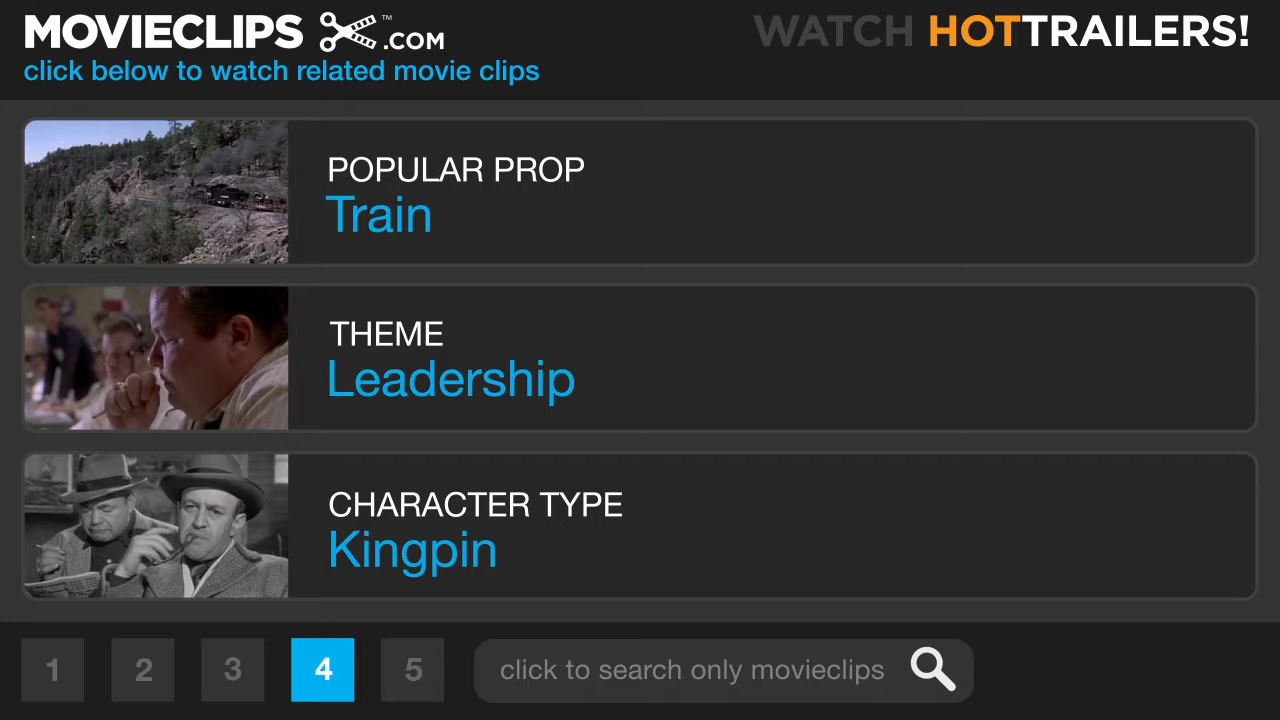 MOVIECLIPS ™ .COM
WATCH HOTTRAILERS!
click below to watch related movie clips
POPULAR PROP
Train
THEME
Leadership
CHARACTER TYPE
Kingpin
1 2 3 4 5
click to search only movieclips